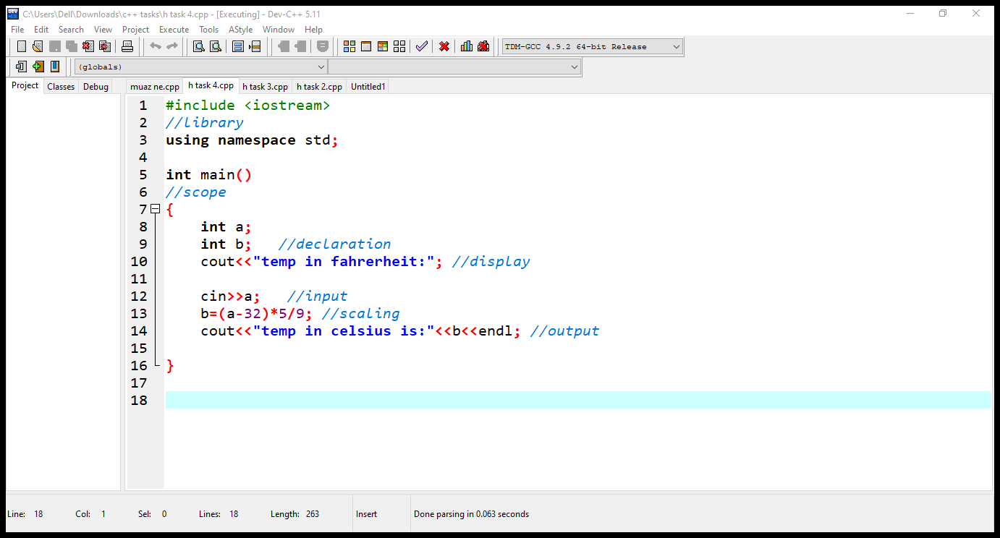 C:\Users\Dell\Downloads\c++ tasks\h task 4.cpp - [Executing] - Dev-C++ 5.11
File Edit Search View Project Execute Tools AStyle Window Help
TDM-GCC 4.9.2 64-bit Release
(globals)
Project Classes Debug muaz ne.cpp h task 4.cpp h task 3.cpp h task 2.cpp Untitled1
1 #include <iostream>
2 //library
3 using namespace std;
4
5 int main()
6 //scope
7 {
8 int a;
9 int b; //declaration
10 cout<<"temp in fahrerheit:"; //display
11
12 cin>>a; //input
13 b=(a-32)*5/9; //scaling
14 cout<<"temp in celsius is:"<<b<<endl; //output
15
16 }
17
18
Line: 18 Col: 1 Sel: 0 Lines: 18 Length: 263 Insert Done parsing in 0.063 seconds